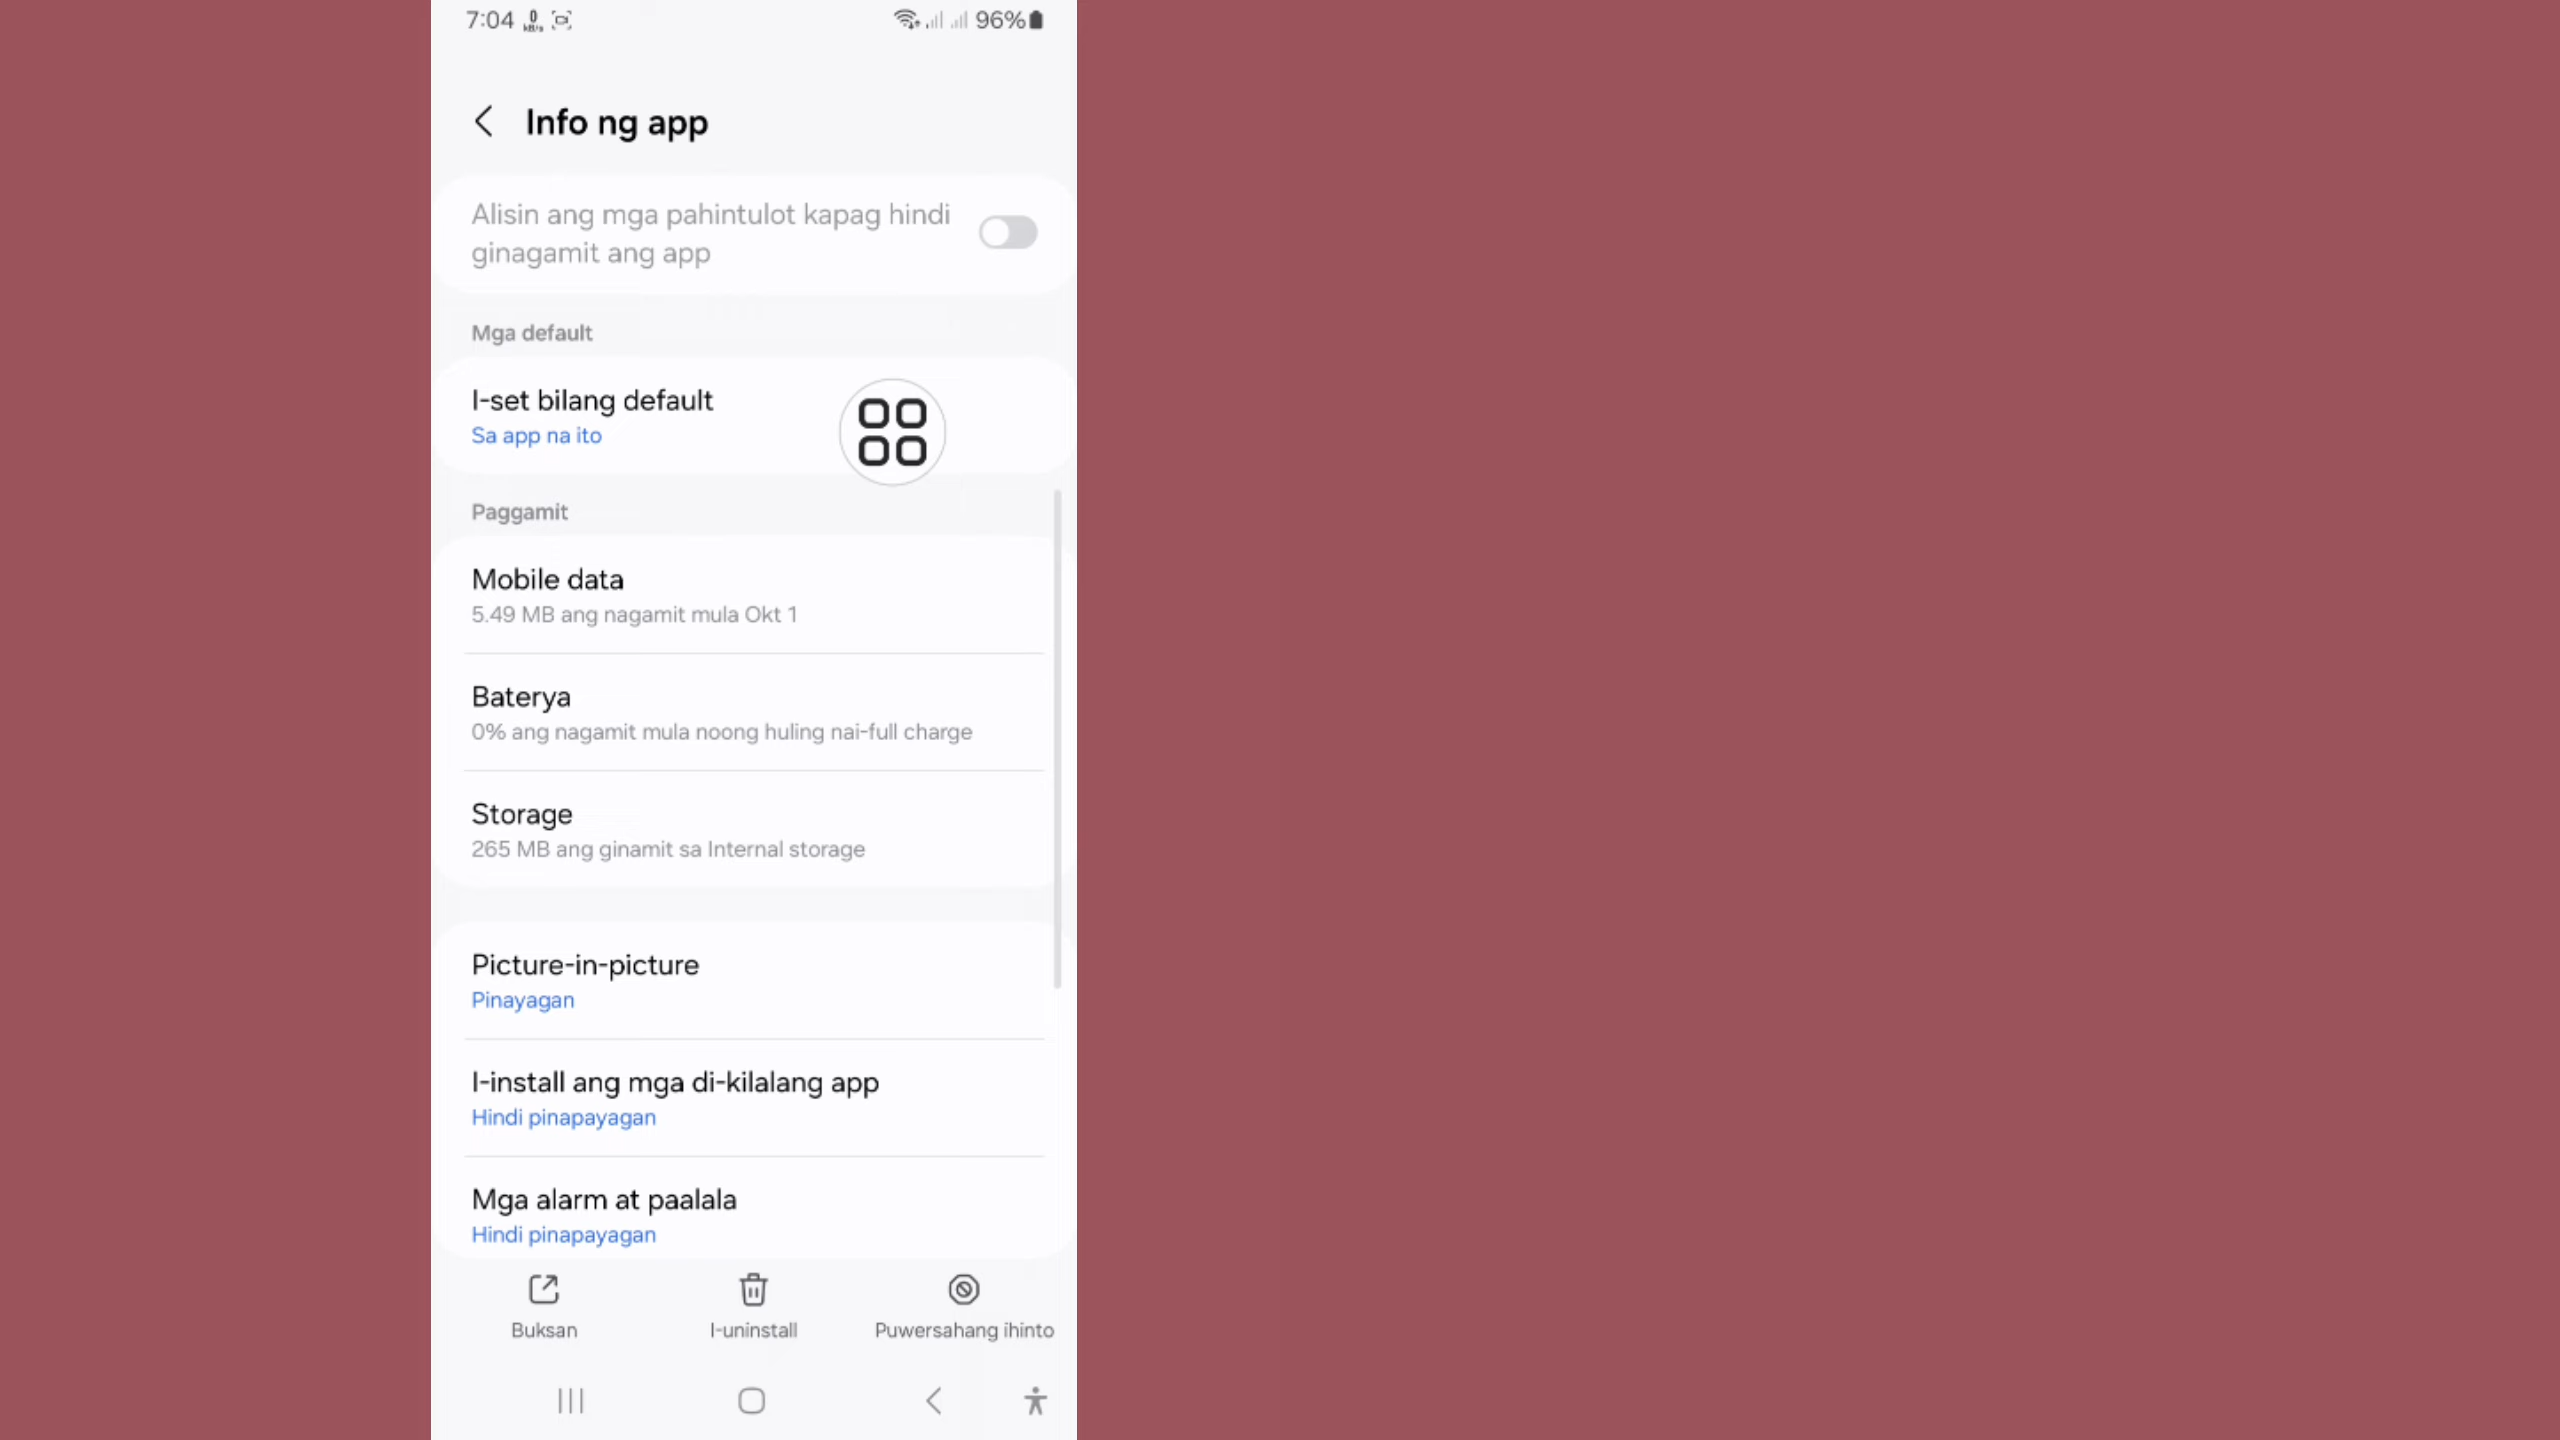 7:04 0 kB/s 96%
Info ng app
Alisin ang mga pahintulot kapag hindi
ginagamit ang app
Mga default
I-set bilang default
Sa app na ito
Paggamit
Mobile data
5.49 MB ang nagamit mula Okt 1
Baterya
0% ang nagamit mula noong huling nai-full charge
Storage
265 MB ang ginamit sa Internal storage
Picture-in-picture
Pinayagan
I-install ang mga di-kilalang app
Hindi pinapayagan
Mga alarm at paalala
Hindi pinapayagan
Buksan
I-uninstall
Puwersahang ihinto